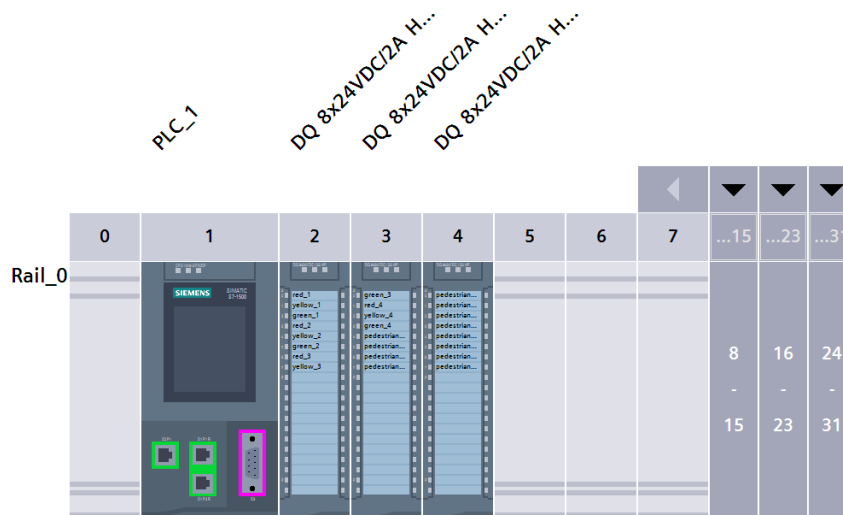 DQ 8x24VDC/2A H...
DQ 8x24VDC/2A H...
DQ 8x24VDC/2A H...
PLC_1
0 1 2 3 4 5 6 7 ...15 ...23 ...31
Rail_0
SIEMENS
SIMATIC
S7-1500
red_1
yellow_1
green_1
red_2
yellow_2
green_2
red_3
yellow_3
green_3
red_4
yellow_4
green_4
pedestrian...
pedestrian...
pedestrian...
pedestrian...
pedestrian...
pedestrian...
pedestrian...
pedestrian...
pedestrian...
pedestrian...
pedestrian...
pedestrian...
8 16 24
- - -
15 23 31